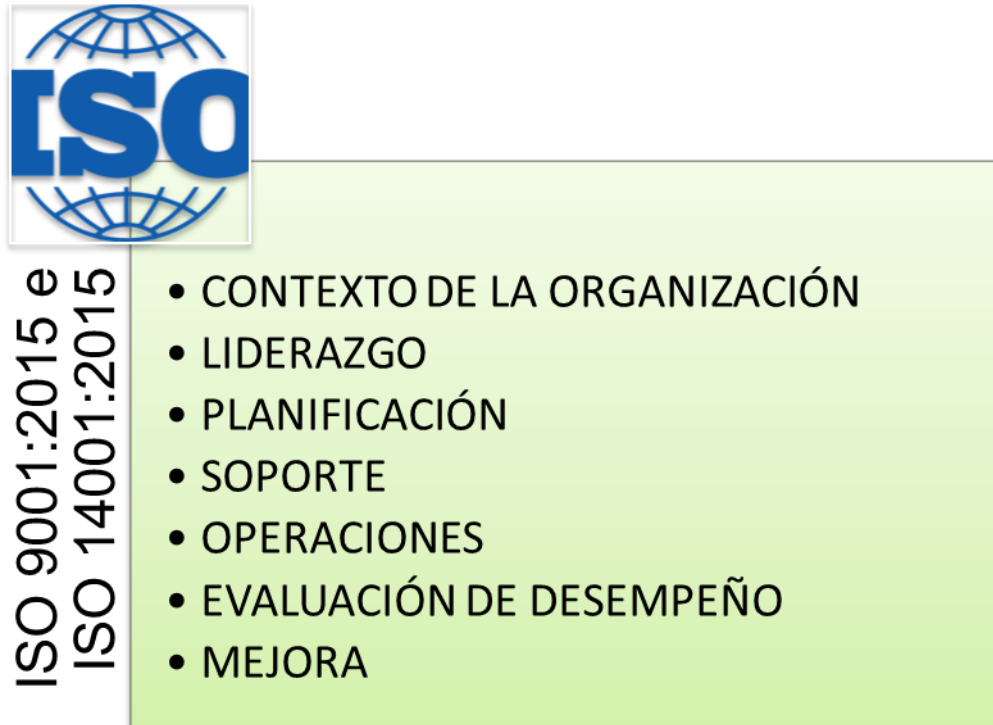 ISO
ISO 9001:2015 e
ISO 14001:2015
• CONTEXTO DE LA ORGANIZACIÓN
• LIDERAZGO
• PLANIFICACIÓN
• SOPORTE
• OPERACIONES
• EVALUACIÓN DE DESEMPEÑO
• MEJORA